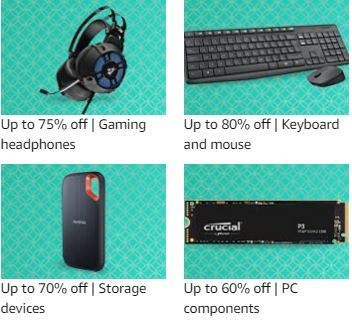 Up to 75% off | Gaming
headphones
Up to 80% off | Keyboard
and mouse
Up to 70% off | Storage
devices
crucial
P3
Up to 60% off | PC
components